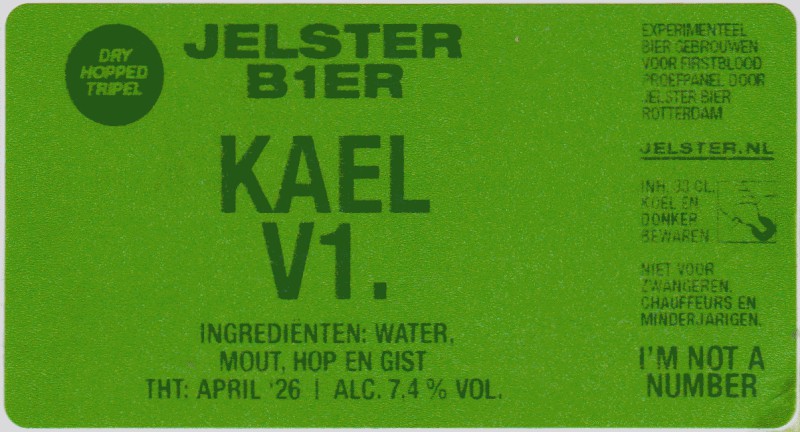 DRY
HOPPED
TRIPEL
JELSTER
B1ER
KAEL
V1.
INGREDIËNTEN: WATER,
MOUT, HOP EN GIST
THT: APRIL '26 | ALC. 7.4 % VOL.
EXPERIMENTEEL
BIER GEBROUWEN
VOOR FIRSTBLOOD
PROEFPANEL DOOR
JELSTER BIER
ROTTERDAM
JELSTER.NL
INH. 33 CL.
KOEL EN
DONKER
BEWAREN
NIET VOOR
ZWANGEREN,
CHAUFFEURS EN
MINDERJARIGEN.
I'M NOT A
NUMBER